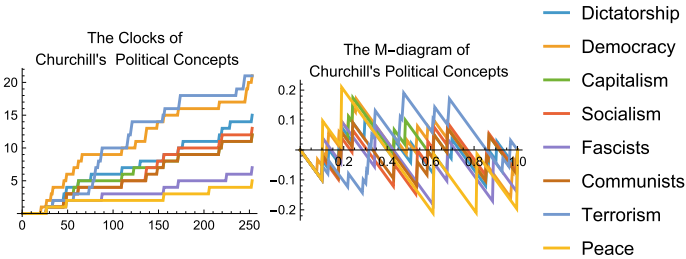 The Clocks of
Churchill's Political Concepts
20
15
10
5
0 50 100 150 200 250
The M-diagram of
Churchill's Political Concepts
0.2
0.1
-0.1
-0.2
0.2 0.4 0.6 0.8 1.0
Dictatorship
Democracy
Capitalism
Socialism
Fascists
Communists
Terrorism
Peace